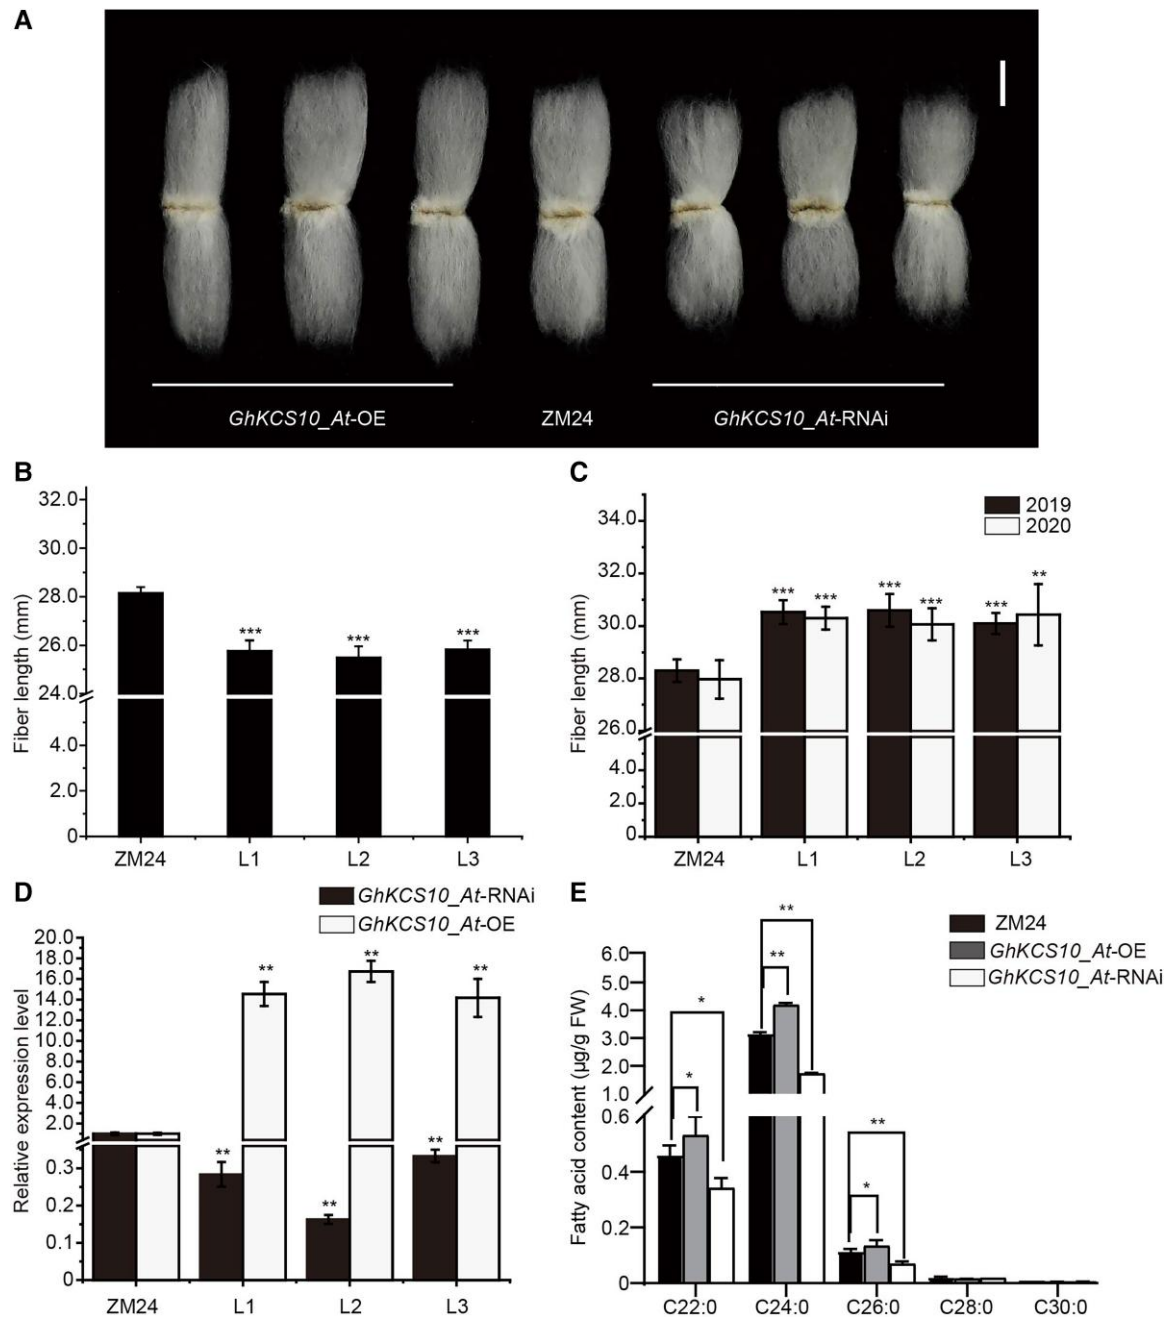 A
GhKCS10_At-OE
ZM24
GhKCS10_At-RNAi
B
Fiber length (mm)
32.0
30.0
28.0
26.0
24.0
4.0
2.0
0
***
***
***
ZM24
L1
L2
L3
C
2019
2020
Fiber length (mm)
34.0
32.0
30.0
28.0
26.0
4.0
2.0
0
***
***
***
***
***
**
ZM24
L1
L2
L3
D
GhKCS10_At-RNAi
GhKCS10_At-OE
Relative expression level
20.0
18.0
16.0
14.0
12.0
10.0
8.0
6.0
4.0
2.0
0.3
0.2
0.1
0
**
**
**
**
**
**
ZM24
L1
L2
L3
E
ZM24
GhKCS10_At-OE
GhKCS10_At-RNAi
Fatty acid content (µg/g FW)
6.0
5.0
4.0
3.0
2.0
1.0
0.6
0.4
0.2
0
*
*
**
**
**
*
C22:0
C24:0
C26:0
C28:0
C30:0